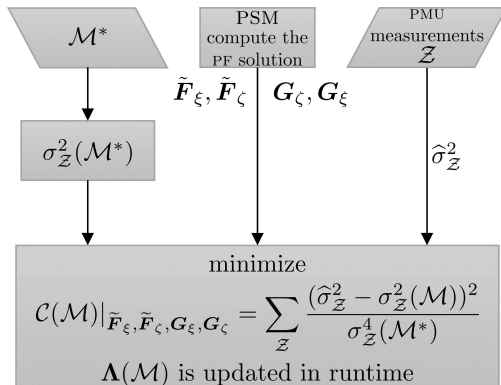 ℳ*
PSM
compute the
PF solution
PMU
measurements
𝒵
F̃_ξ, F̃_ζ
G_ζ, G_ξ
σ²_𝒵(ℳ*)
σ̂²_𝒵
minimize
𝒞(ℳ)|_{F̃_ξ, F̃_ζ, G_ξ, G_ζ} = ∑_𝒵 (σ̂²_𝒵 − σ²_𝒵(ℳ))² / σ⁴_𝒵(ℳ*)
Λ(ℳ) is updated in runtime